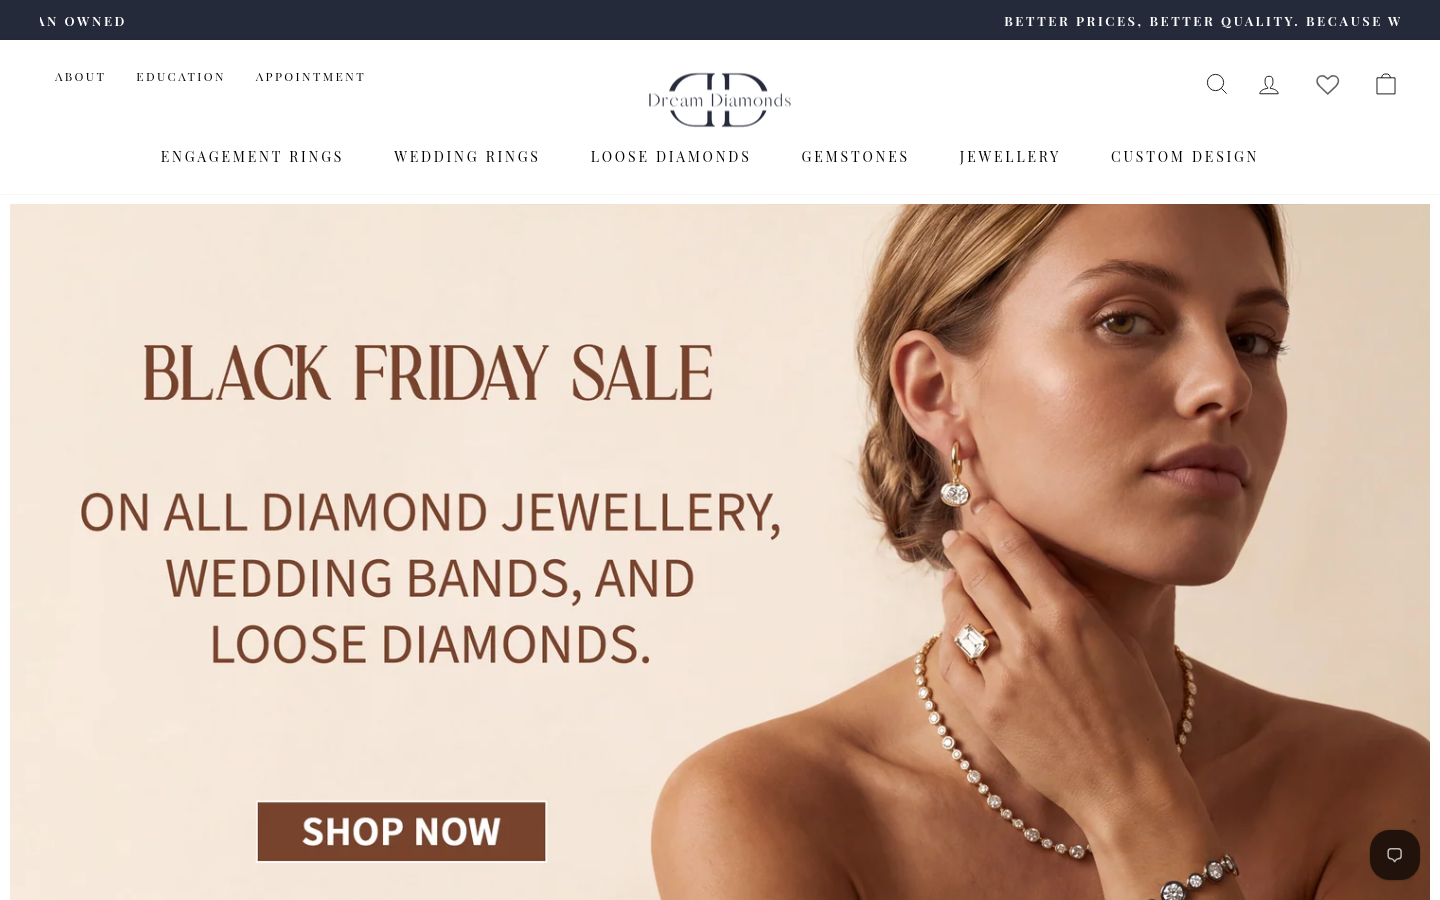 AN OWNED
BETTER PRICES, BETTER QUALITY. BECAUSE W
ABOUT EDUCATION APPOINTMENT
Dream Diamonds
ENGAGEMENT RINGS WEDDING RINGS LOOSE DIAMONDS GEMSTONES JEWELLERY CUSTOM DESIGN
BLACK FRIDAY SALE
ON ALL DIAMOND JEWELLERY,
WEDDING BANDS, AND
LOOSE DIAMONDS.
SHOP NOW